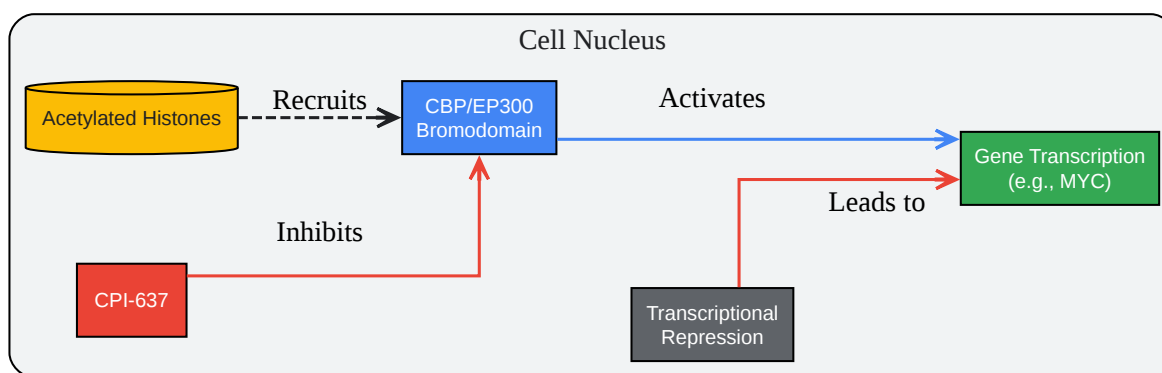 Cell Nucleus
Acetylated Histones
Recruits
CBP/EP300
Bromodomain
Activates
Gene Transcription
(e.g., MYC)
Leads to
Inhibits
CPI-637
Transcriptional
Repression